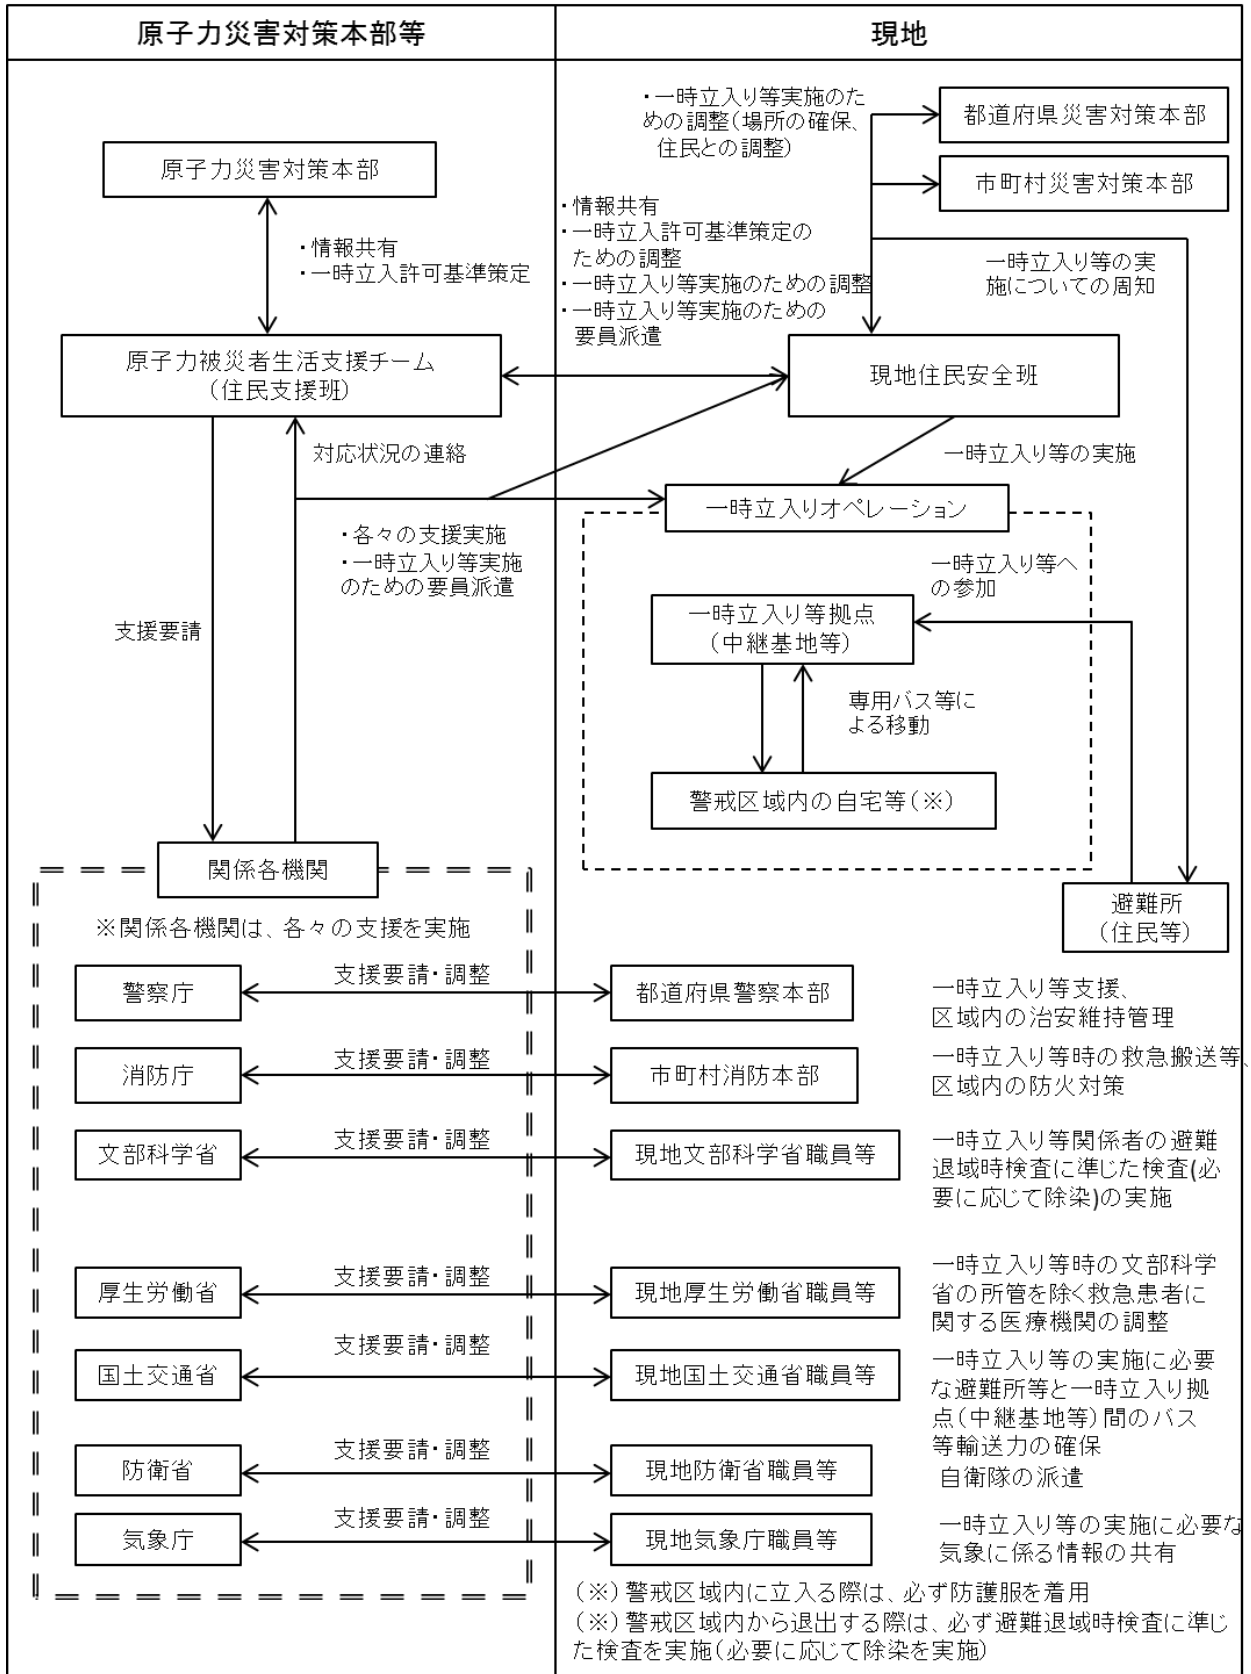 原子力災害対策本部等
現地
・一時立入り等実施のた
めの調整(場所の確保、
住民との調整)
都道府県災害対策本部
市町村災害対策本部
原子力災害対策本部
・情報共有
・一時立入許可基準策定
・情報共有
・一時立入許可基準策定の
ための調整
・一時立入り等実施のための調整
・一時立入り等実施のための
要員派遣
一時立入り等の実
施についての周知
原子力被災者生活支援チーム
(住民支援班)
現地住民安全班
対応状況の連絡
一時立入り等の実施
一時立入りオペレーション
・各々の支援実施
・一時立入り等実施
のための要員派遣
一時立入り等へ
の参加
支援要請
一時立入り等拠点
(中継基地等)
専用バス等に
よる移動
警戒区域内の自宅等(※)
関係各機関
避難所
(住民等)
※関係各機関は、各々の支援を実施
警察庁
支援要請・調整
都道府県警察本部
一時立入り等支援、
区域内の治安維持管理
消防庁
支援要請・調整
市町村消防本部
一時立入り等時の救急搬送等、
区域内の防火対策
文部科学省
支援要請・調整
現地文部科学省職員等
一時立入り等関係者の避難
退域時検査に準じた検査(必
要に応じて除染)の実施
厚生労働省
支援要請・調整
現地厚生労働省職員等
一時立入り等時の文部科学
省の所管を除く救急患者に
関する医療機関の調整
国土交通省
支援要請・調整
現地国土交通省職員等
一時立入り等の実施に必要
な避難所等と一時立入り拠
点(中継基地等)間のバス
等輸送力の確保
防衛省
支援要請・調整
現地防衛省職員等
自衛隊の派遣
気象庁
支援要請・調整
現地気象庁職員等
一時立入り等の実施に必要な
気象に係る情報の共有
(※)警戒区域内に立入る際は、必ず防護服を着用
(※)警戒区域内から退出する際は、必ず避難退域時検査に準じ
た検査を実施(必要に応じて除染を実施)